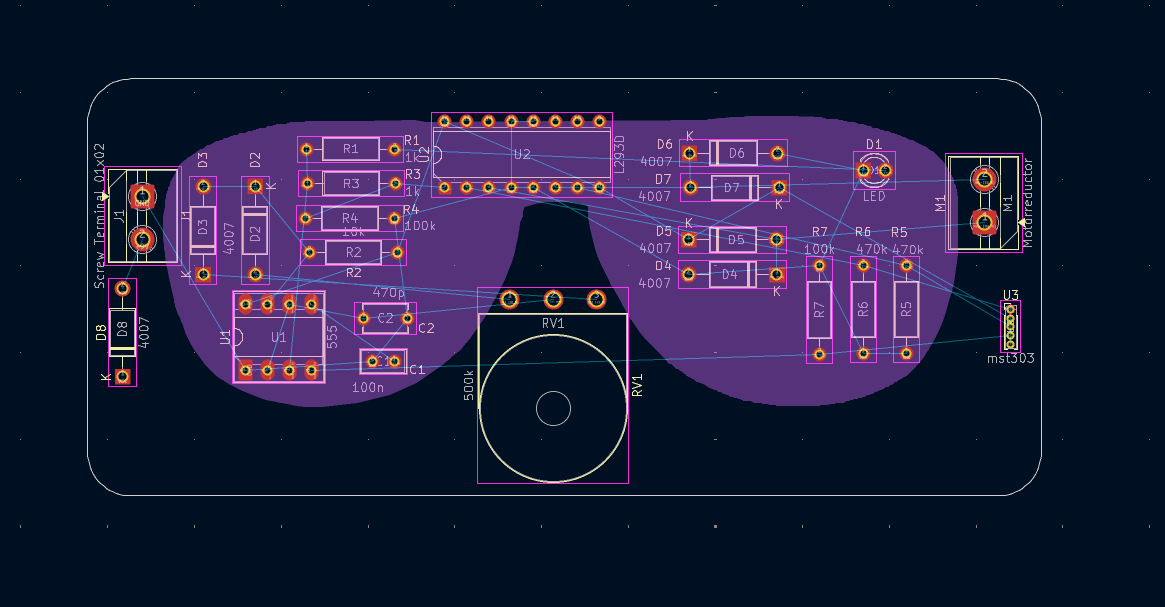 Screw_Terminal_01x02
J1
J1
D3
D3
K
D2
D2
K
4007
D8
D8
4007
K
R1
R1
1k
R3
R3
1k
R4
R4
100k
10k
R2
R2
U1
U1
555
470p
C2
C2
C1
100n
U2
U2
L293D
RV1
RV1
500k
K
D6
D6
4007
D7
D7
4007
K
K
D5
D5
4007
D4
D4
4007
K
D1
LED
M1
M1
Motorreductor
R7
100k
R7
R6
470k
R6
R5
470k
R5
U3
mst303